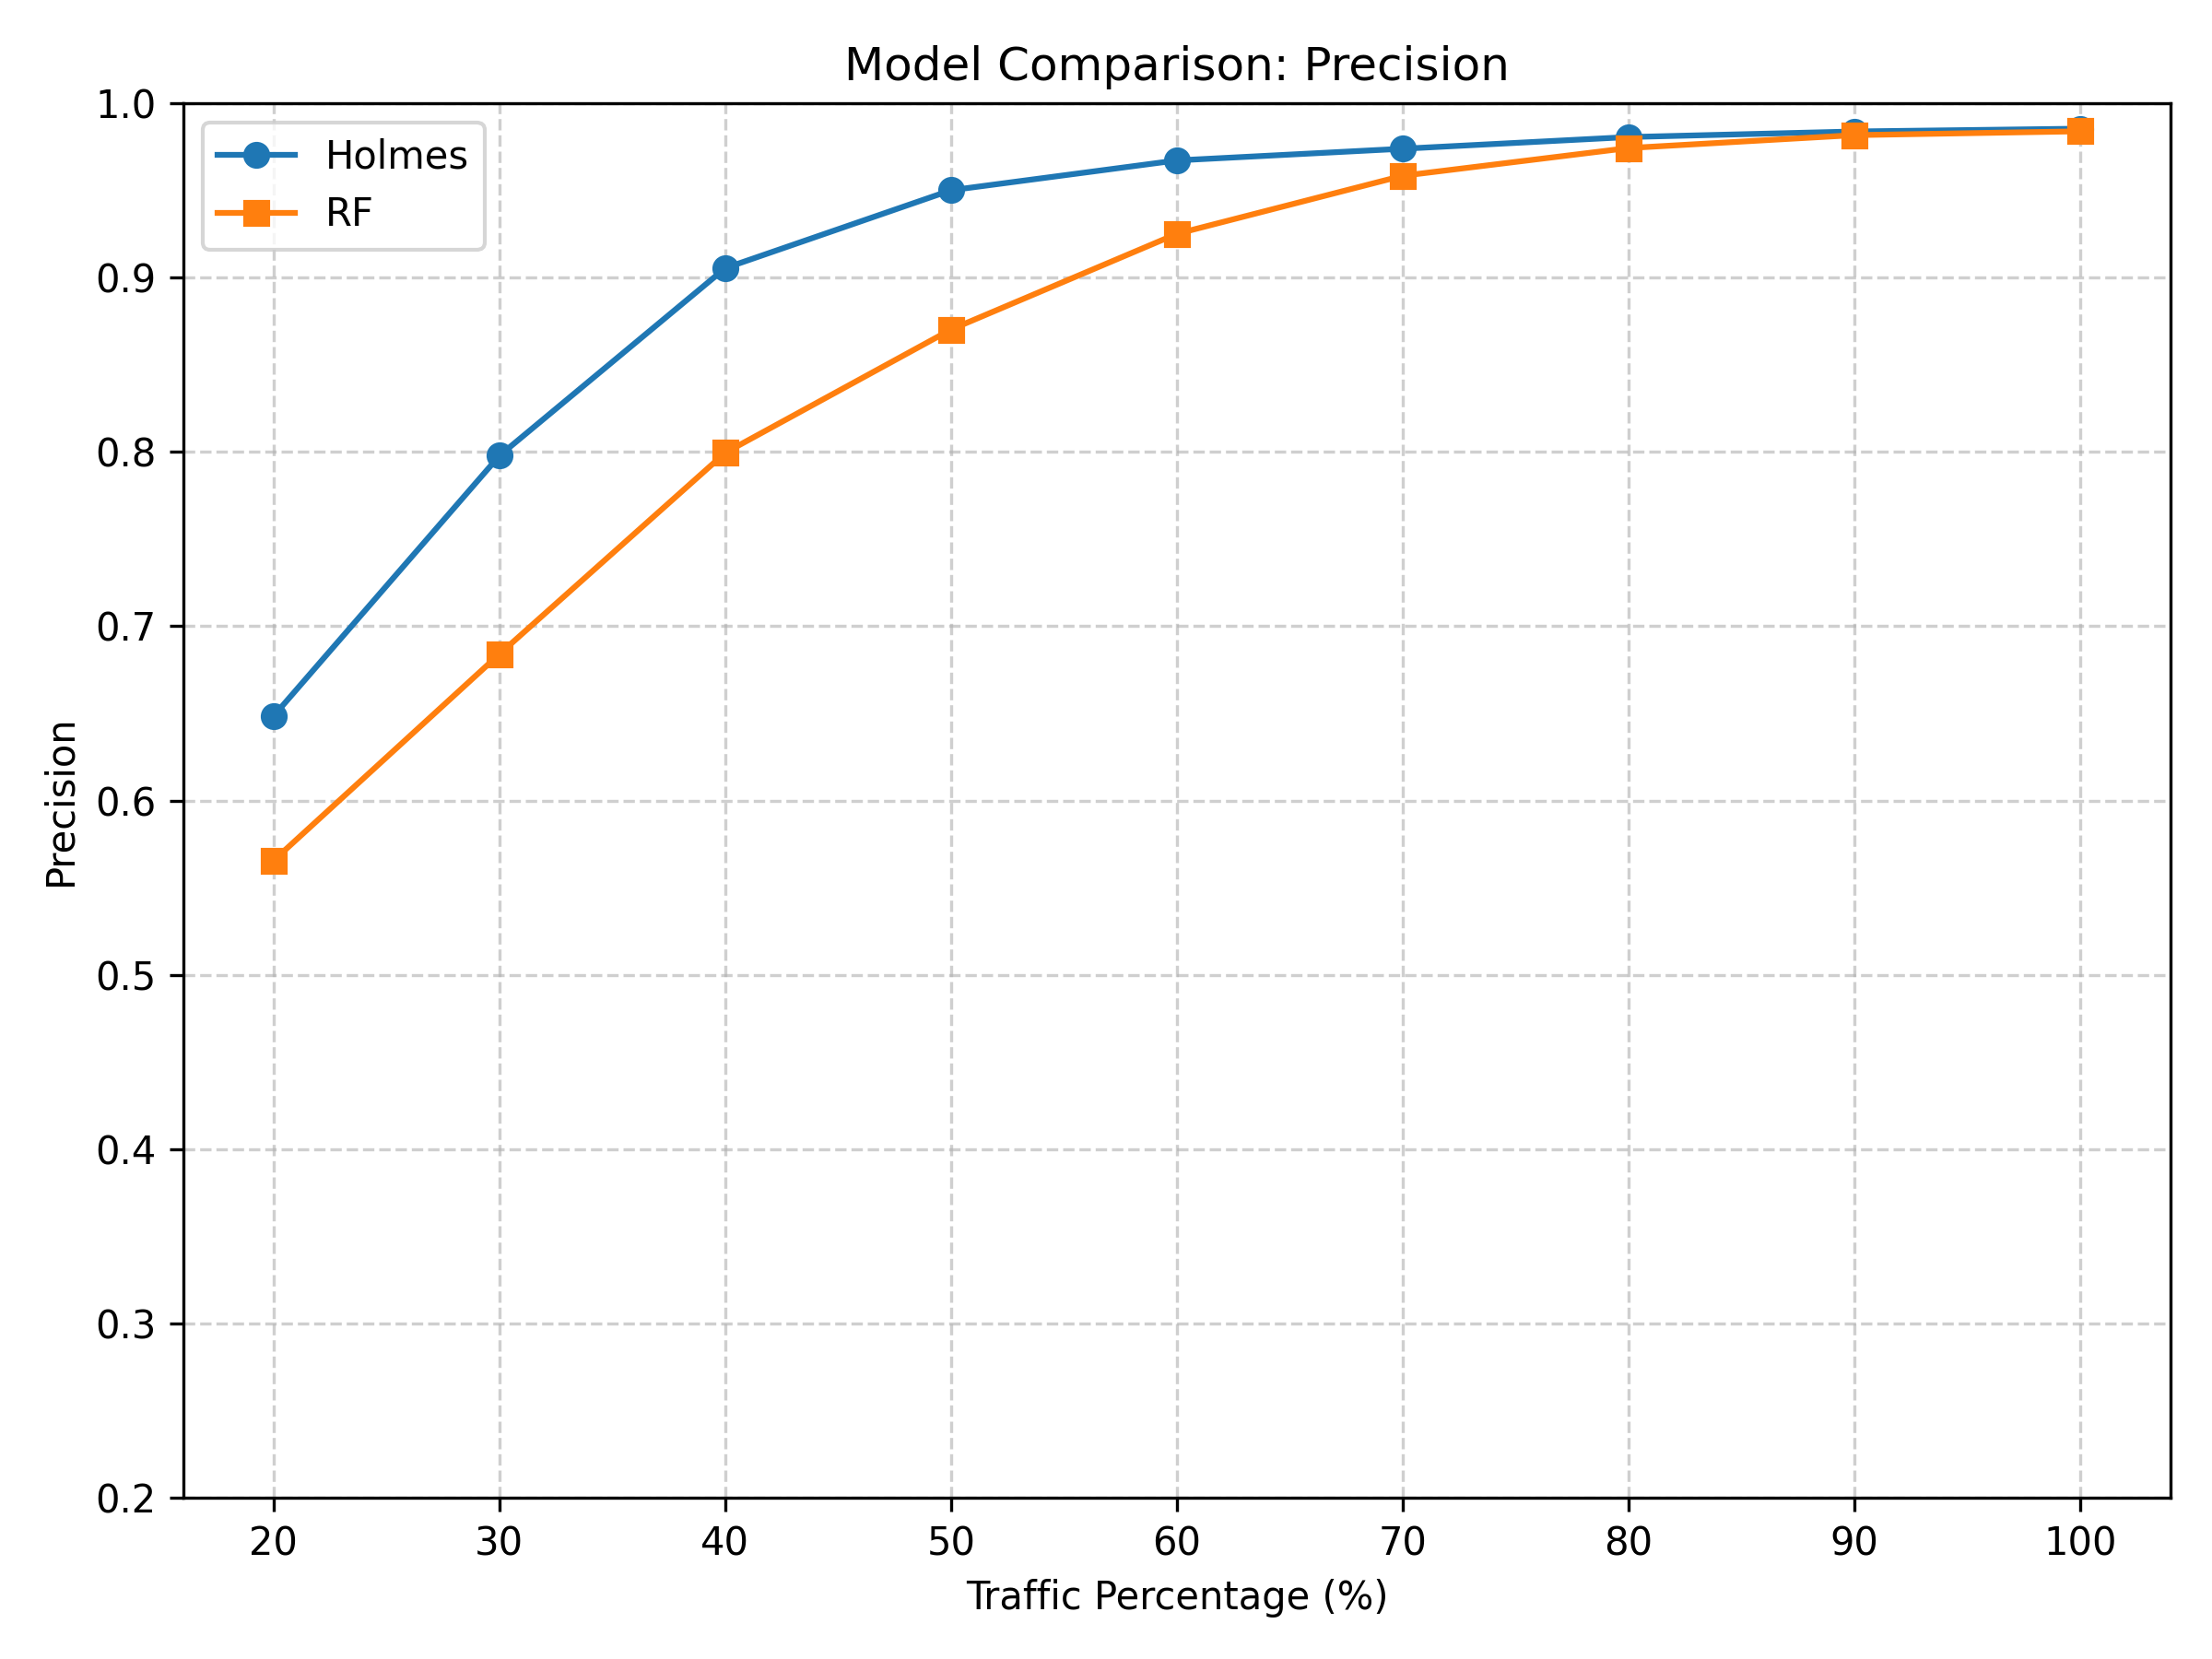 Model Comparison: Precision
Holmes
RF
1.0
0.9
0.8
0.7
0.6
0.5
0.4
0.3
0.2
Precision
20 30 40 50 60 70 80 90 100
Traffic Percentage (%)